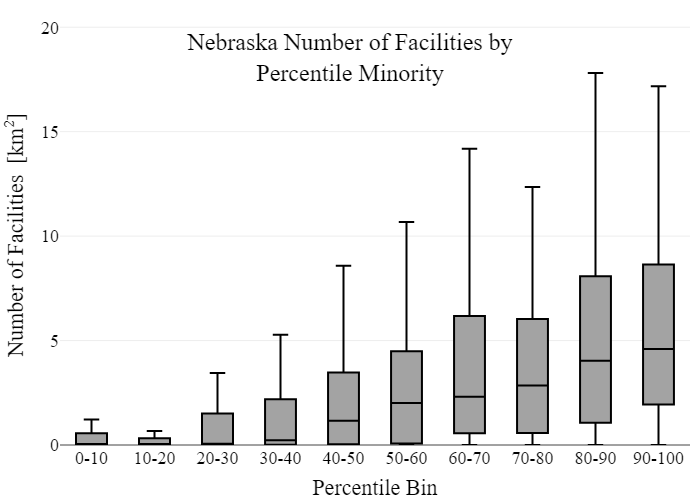 Nebraska Number of Facilities by
Percentile Minority
Number of Facilities [km²]
20
15
10
5
0
0-10 10-20 20-30 30-40 40-50 50-60 60-70 70-80 80-90 90-100
Percentile Bin